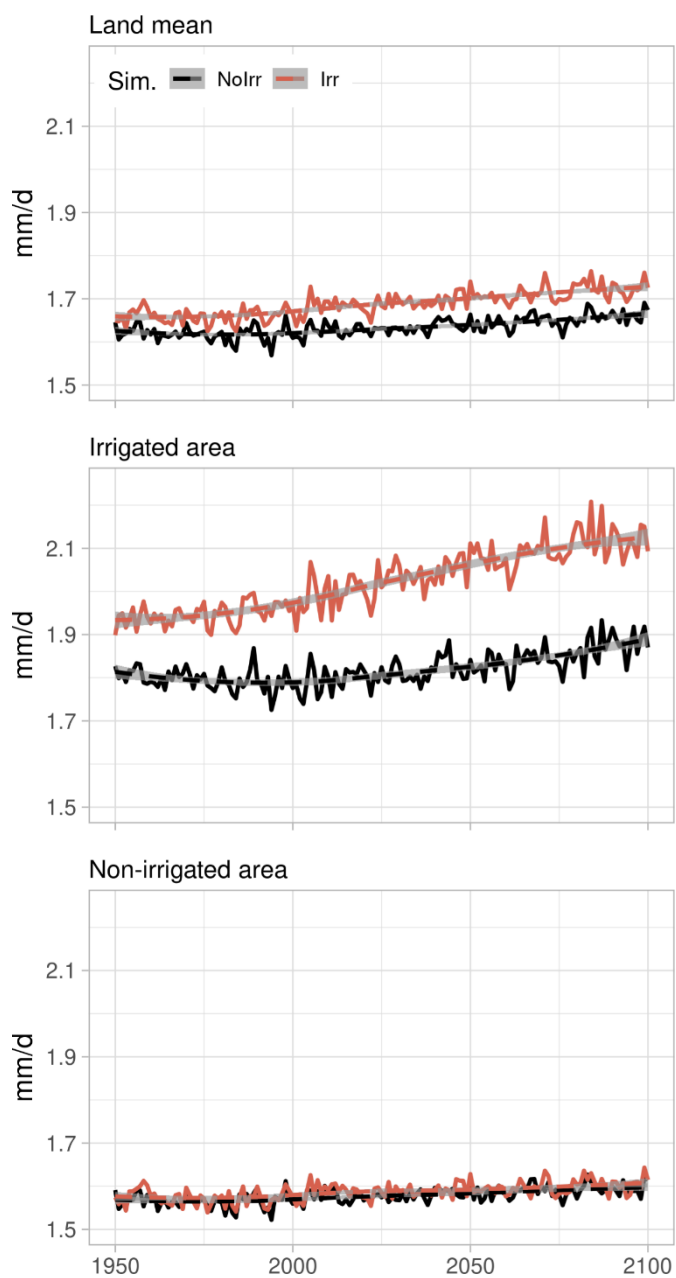 Land mean
Sim. NoIrr Irr
2.1
1.9
1.7
1.5
mm/d
Irrigated area
2.1
1.9
1.7
1.5
mm/d
Non-irrigated area
2.1
1.9
1.7
1.5
mm/d
1950 2000 2050 2100